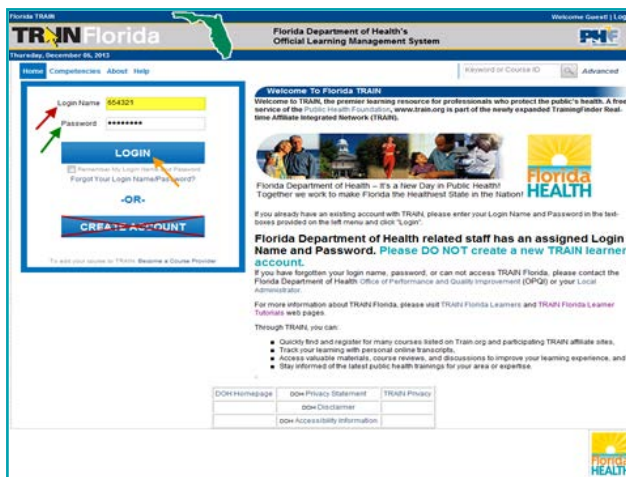 Florida TRAIN
Welcome Guest! | Log
TRAIN Florida
Florida Department of Health's
Official Learning Management System
PHF
Thursday, December 05, 2013
Home Competencies About Help
Keyword or Course ID
Advanced
Login Name 654321
Password ********
LOGIN
Remember My Login Name and Password
Forgot Your Login Name/Password?
-OR-
CREATE ACCOUNT
To add your course to TRAIN: Become a Course Provider
Welcome To Florida TRAIN
Welcome to TRAIN, the premier learning resource for professionals who protect the public's health. A free
service of the Public Health Foundation, www.train.org is part of the newly expanded TrainingFinder Real-
time Affiliate Integrated Network (TRAIN).
Florida Department of Health – It's a New Day in Public Health!
Together we work to make Florida the Healthiest State in the Nation!
Florida
HEALTH
If you already have an existing account with TRAIN, please enter your Login Name and Password in the text-
boxes provided on the left menu and click "Login".
Florida Department of Health related staff has an assigned Login
Name and Password. Please DO NOT create a new TRAIN learner
account.
If you have forgotten your login name, password, or can not access TRAIN Florida, please contact the
Florida Department of Health Office of Performance and Quality Improvement (OPQI) or your Local
Administrator.
For more information about TRAIN Florida, please visit TRAIN Florida Learners and TRAIN Florida Learner
Tutorials web pages.
Through TRAIN, you can:
Quickly find and register for many courses listed on Train.org and participating TRAIN affiliate sites,
Track your learning with personal online transcripts,
Access valuable materials, course reviews, and discussions to improve your learning experience, and
Stay informed of the latest public health trainings for your area or expertise.
DOH Homepage DOH Privacy Statement TRAIN Privacy
DOH Disclaimer
DOH Accessibility Information
Florida
HEALTH